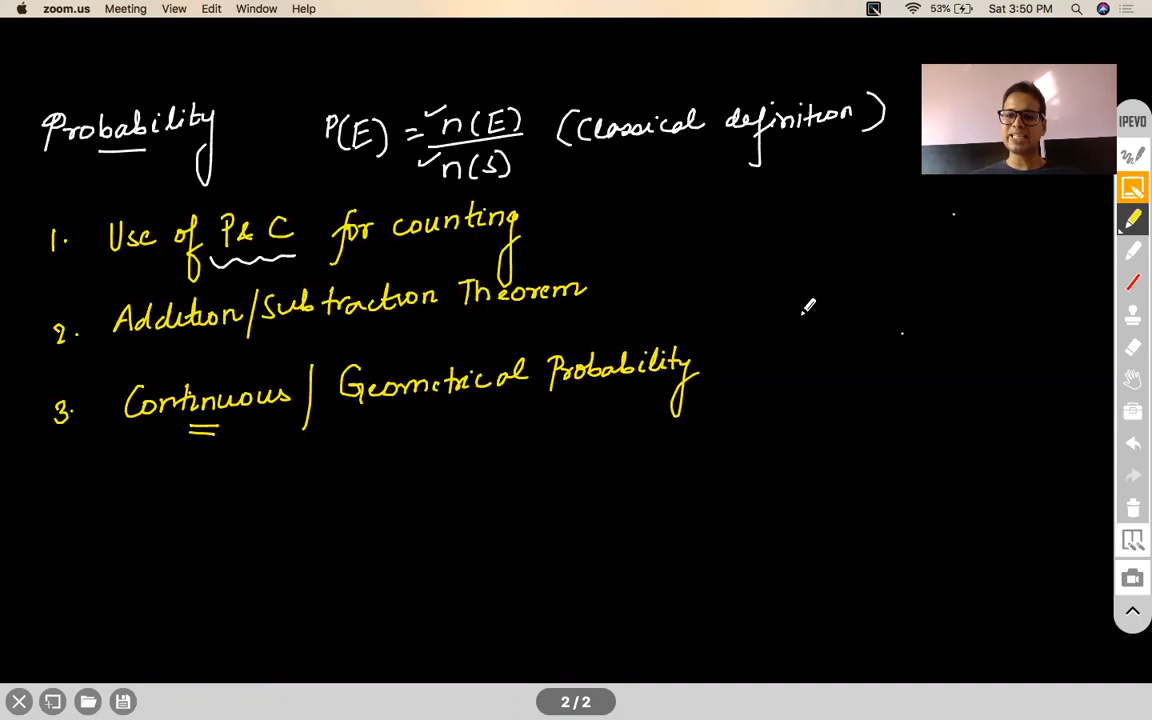 zoom.us Meeting View Edit Window Help 53% Sat 3:50 PM
Probability P(E) = n(E)/n(S) (Classical definition)
IPEVO
1. Use of P & C for counting
2. Addition/Subtraction Theorem
3. Continuous/Geometrical Probability
2/2